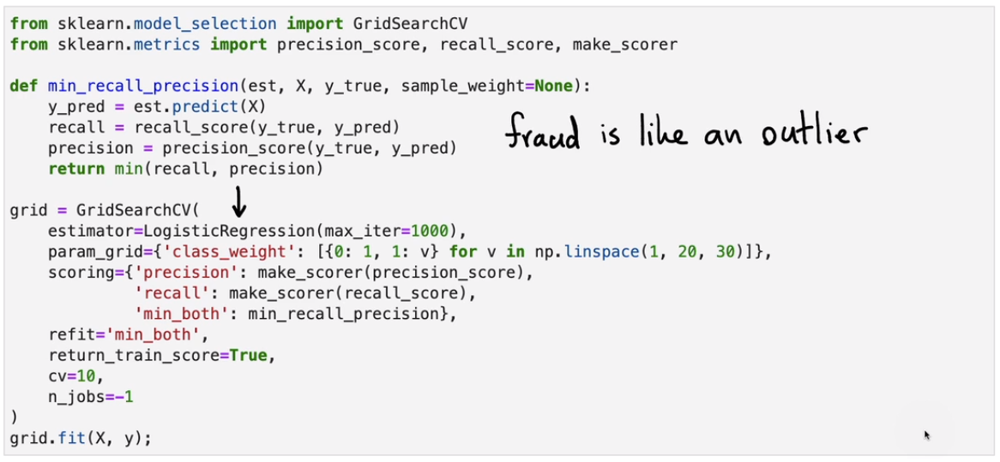 from sklearn.model_selection import GridSearchCV
from sklearn.metrics import precision_score, recall_score, make_scorer
def min_recall_precision(est, X, y_true, sample_weight=None):
    y_pred = est.predict(X)
    recall = recall_score(y_true, y_pred)
    precision = precision_score(y_true, y_pred)
    return min(recall, precision)
fraud is like an outlier
grid = GridSearchCV(
    estimator=LogisticRegression(max_iter=1000),
    param_grid={'class_weight': [{0: 1, 1: v} for v in np.linspace(1, 20, 30)]},
    scoring={'precision': make_scorer(precision_score),
             'recall': make_scorer(recall_score),
             'min_both': min_recall_precision},
    refit='min_both',
    return_train_score=True,
    cv=10,
    n_jobs=-1
)
grid.fit(X, y);